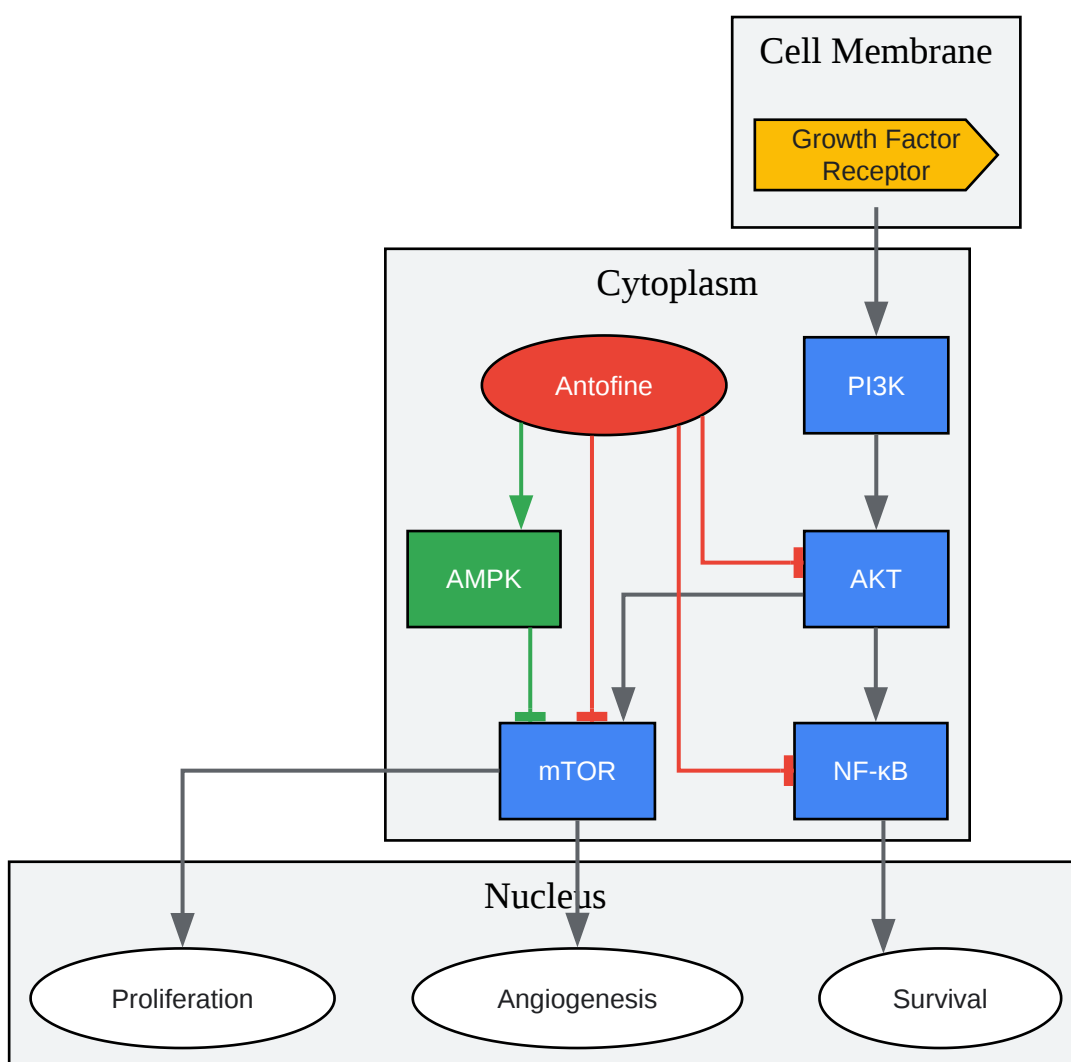 Cell Membrane
Growth Factor
Receptor
Cytoplasm
Antofine
PI3K
AMPK
AKT
mTOR
NF-κB
Nucleus
Proliferation
Angiogenesis
Survival